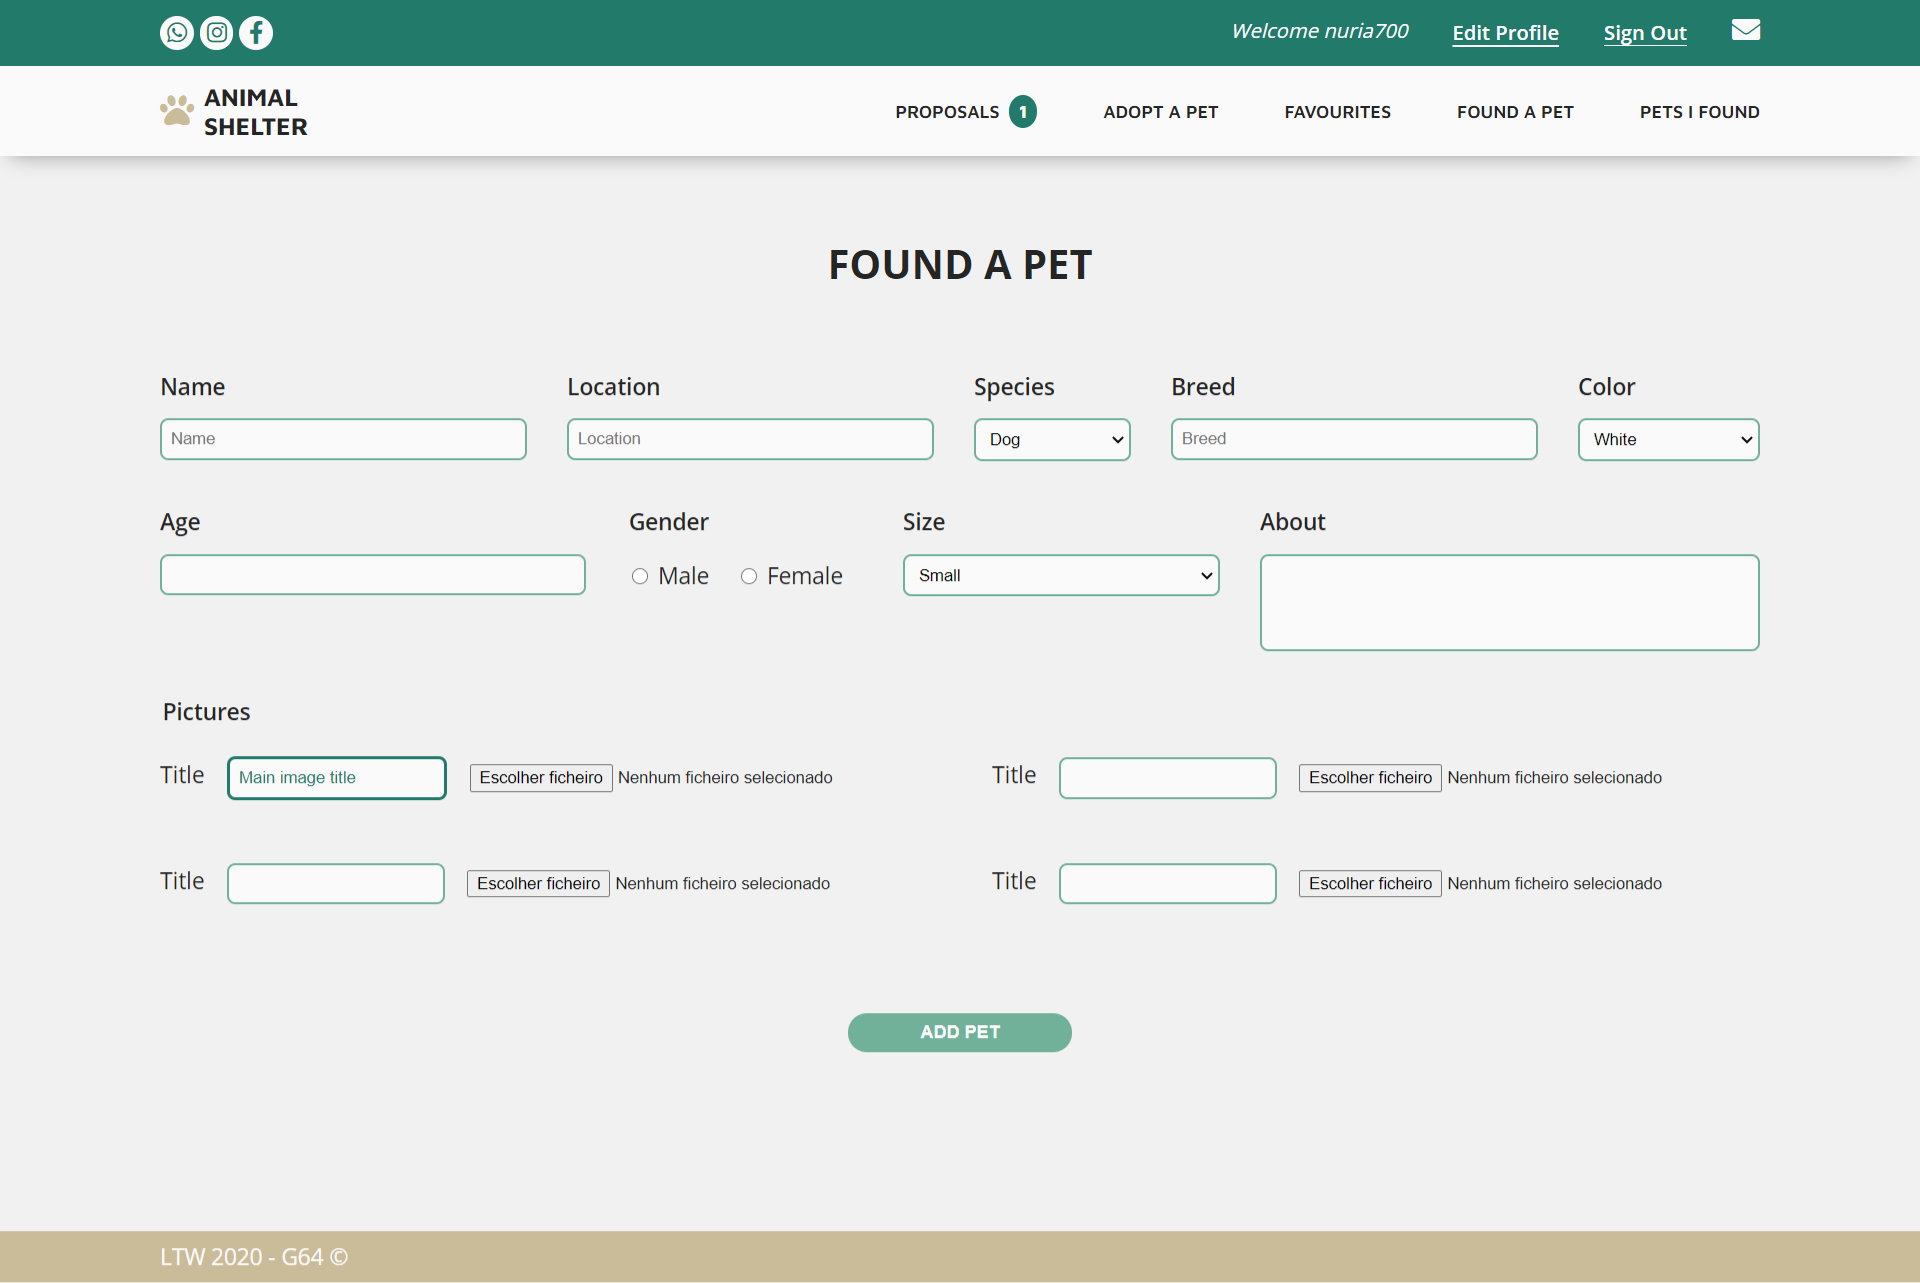 Welcome nuria700 Edit Profile Sign Out
ANIMAL
SHELTER
PROPOSALS 1 ADOPT A PET FAVOURITES FOUND A PET PETS I FOUND
FOUND A PET
Name Location Species Breed Color
Name Location Dog Breed White
Age Gender Size About
Male Female Small
Pictures
Title Main image title Escolher ficheiro Nenhum ficheiro selecionado Title Escolher ficheiro Nenhum ficheiro selecionado
Title Escolher ficheiro Nenhum ficheiro selecionado Title Escolher ficheiro Nenhum ficheiro selecionado
ADD PET
LTW 2020 - G64 ©